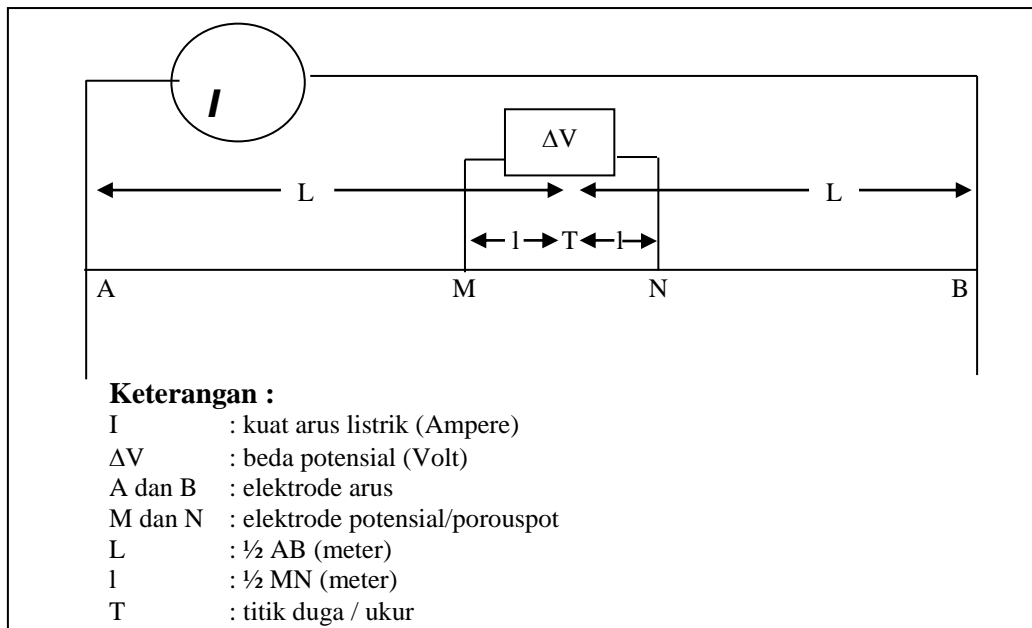 I
ΔV
L L
l T l
A M N B
Keterangan :
I : kuat arus listrik (Ampere)
ΔV : beda potensial (Volt)
A dan B : elektrode arus
M dan N : elektrode potensial/porouspot
L : ½ AB (meter)
l : ½ MN (meter)
T : titik duga / ukur